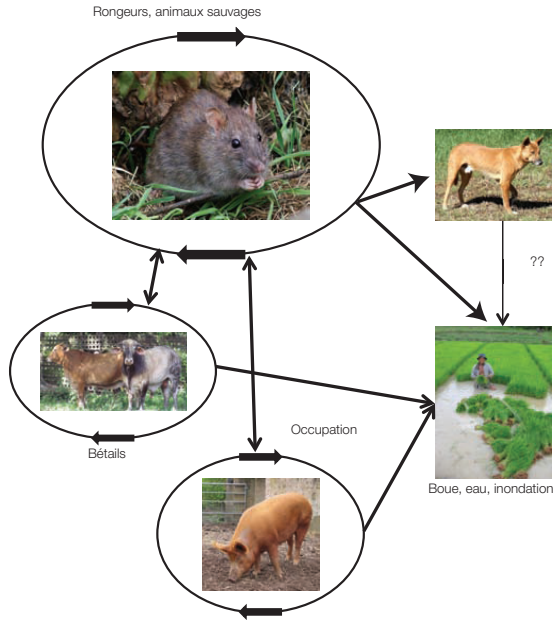 Rongeurs, animaux sauvages
??
Occupation
Bétails
Boue, eau, inondation